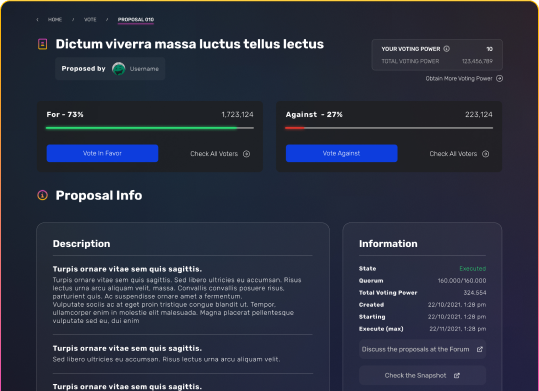 HOME / VOTE / PROPOSAL 010
Dictum viverra massa luctus tellus lectus
Proposed by Username
YOUR VOTING POWER 10
TOTAL VOTING POWER 123,456,789
Obtain More Voting Power
For - 73% 1,723,124
Vote In Favor Check All Voters
Against - 27% 223,124
Vote Against Check All Voters
Proposal Info
Description
Turpis ornare vitae sem quis sagittis.
Turpis ornare vitae sem quis sagittis. Sed libero ultricies eu accumsan. Risus
lectus urna arcu aliquam velit, massa. Convallis convallis posuere risus,
parturient quis. Ac suspendisse ornare amet a fermentum.
Vulputate sociis ac at eget proin tristique congue blandit ut. Tempor,
ullamcorper enim in molestie elit malesuada. Magna placerat pellentesque
vulputate sed eu, dui enim
Turpis ornare vitae sem quis sagittis.
Sed libero ultricies eu accumsan. Risus lectus urna arcu aliquam velit.
Turpis ornare vitae sem quis sagittis.
Information
State Executed
Quorum 160,000/160,000
Total Voting Power 324,554
Created 22/10/2021, 1:28 pm
Starting 22/10/2021, 1:28 pm
Execute (max) 22/11/2021, 1:28 pm
Discuss the proposals at the Forum
Check the Snapshot